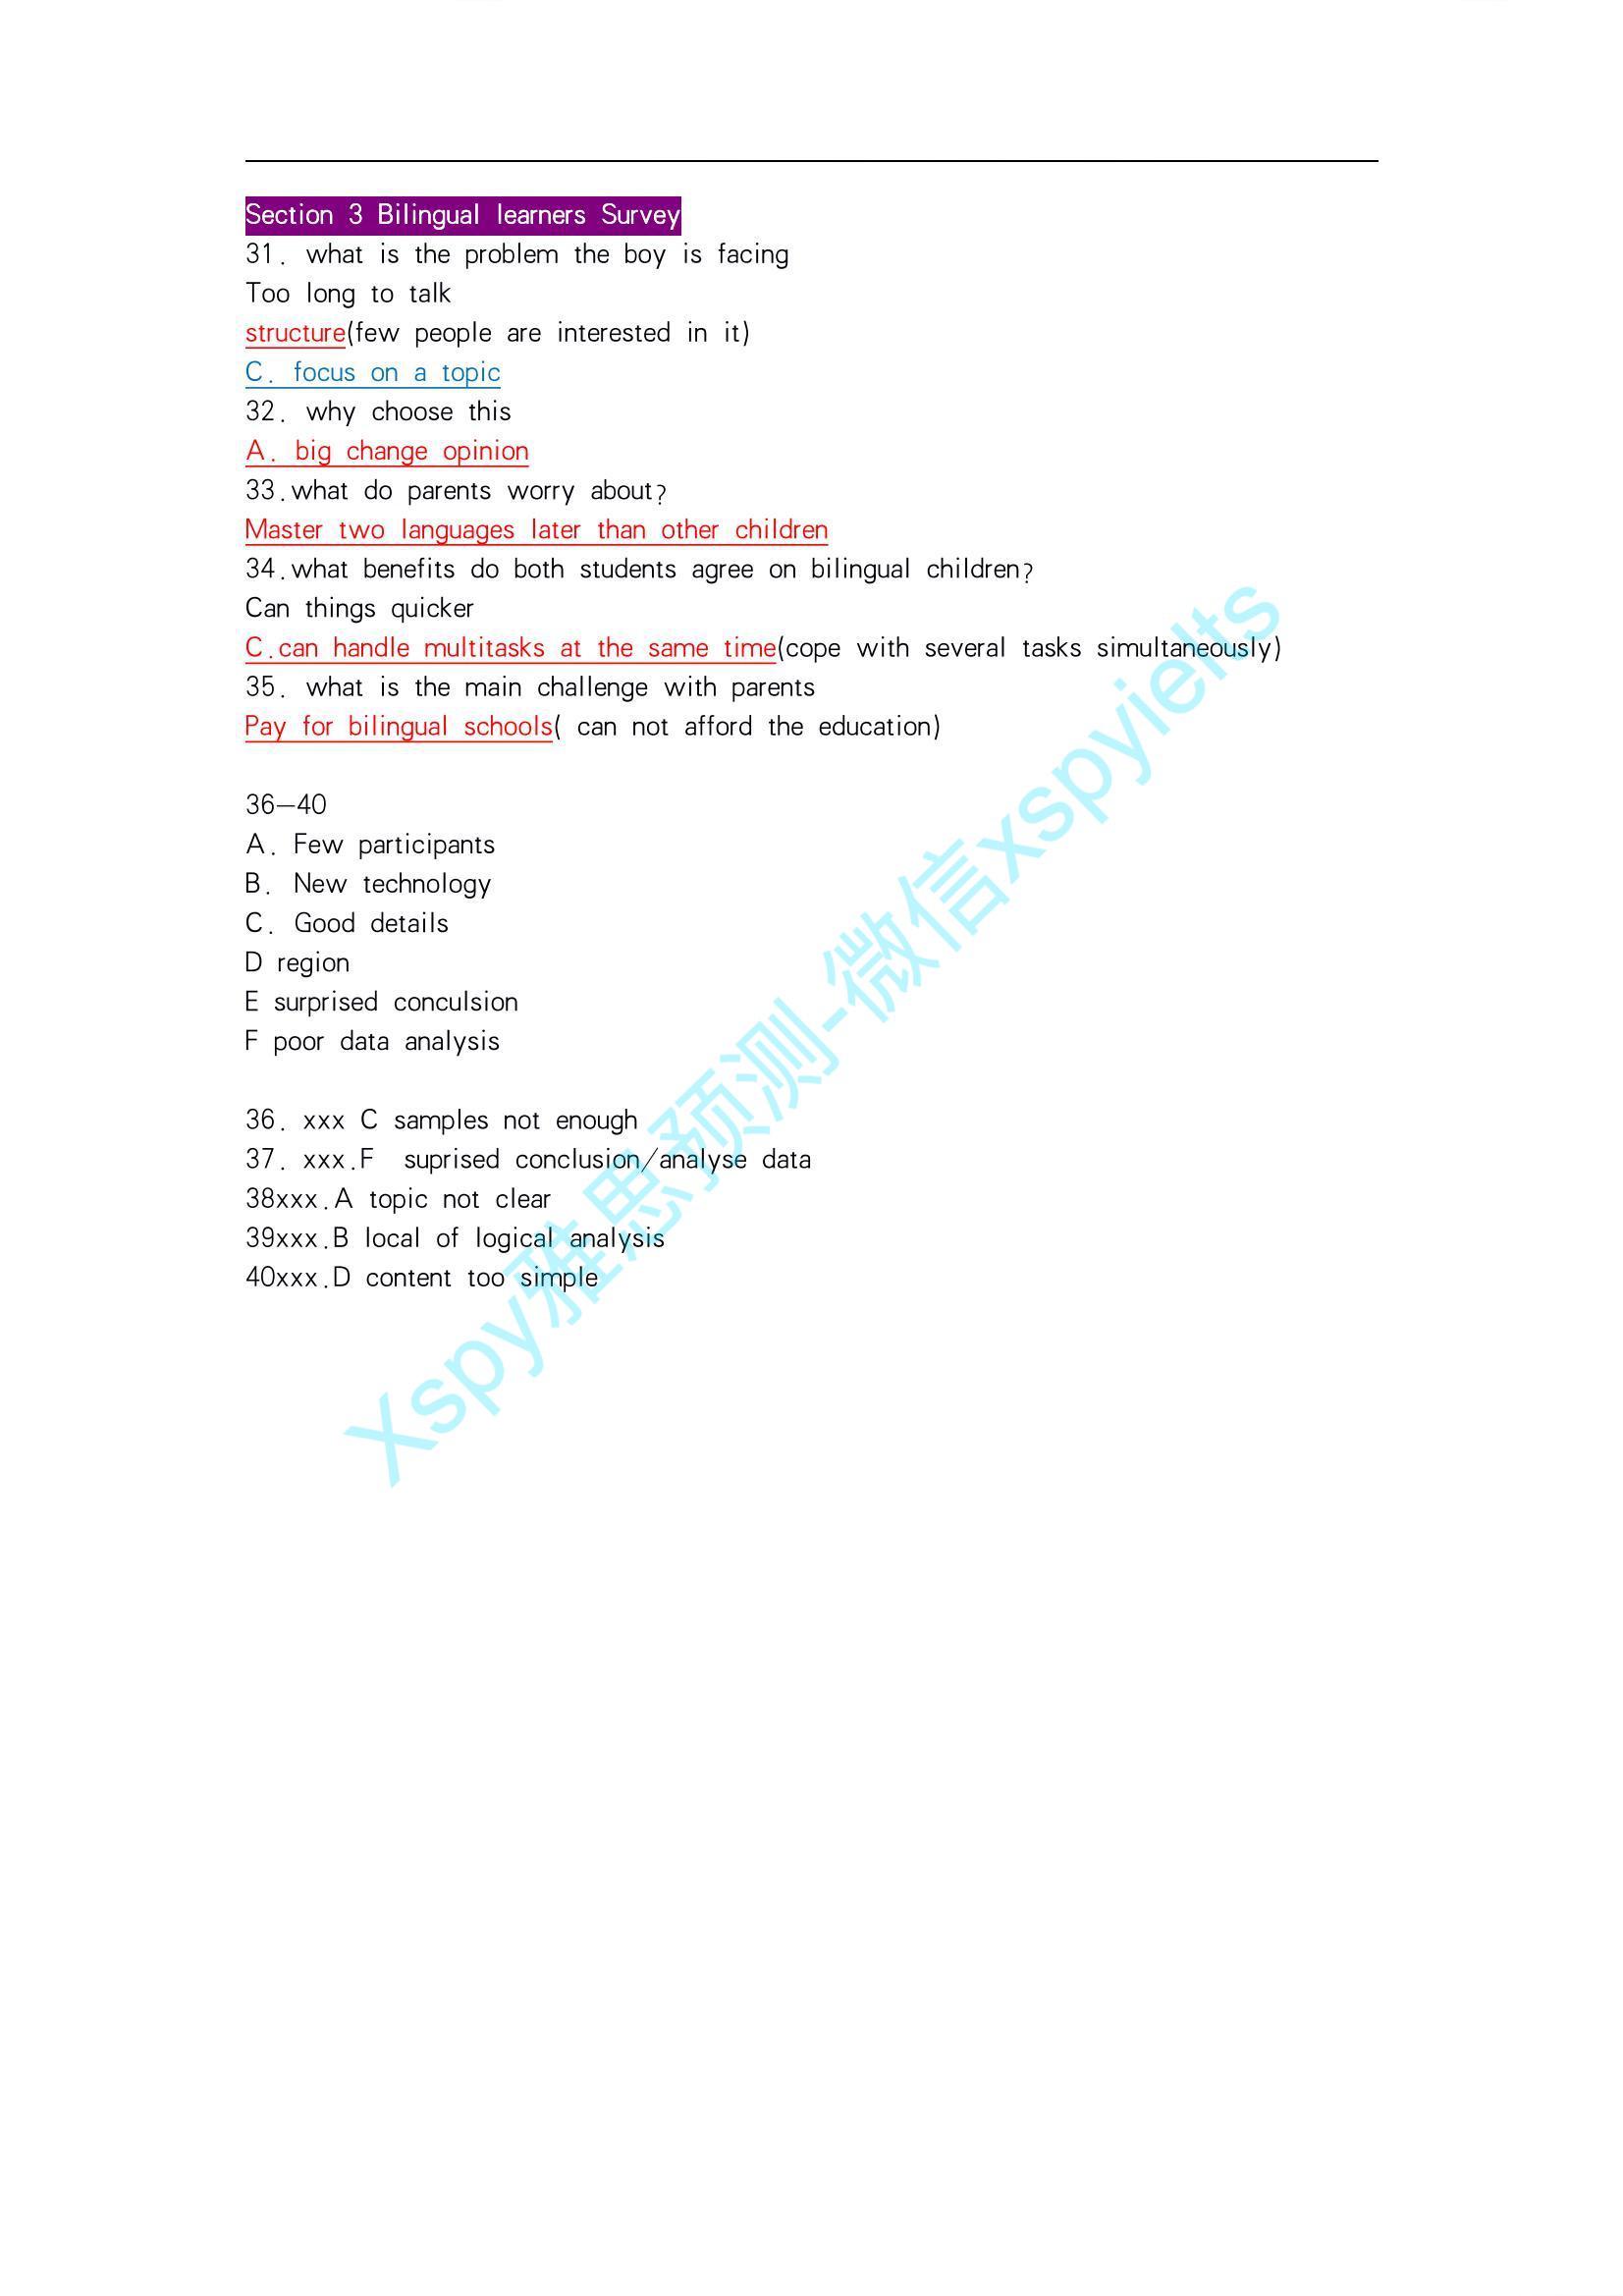 Section 3 Bilingual learners Survey
31. what is the problem the boy is facing
Too long to talk
structure(few people are interested in it)
C. focus on a topic
32. why choose this
A. big change opinion
33.what do parents worry about?
Master two languages later than other children
34.what benefits do both students agree on bilingual children?
Can things quicker
C.can handle multitasks at the same time(cope with several tasks simultaneously)
35. what is the main challenge with parents
Pay for bilingual schools( can not afford the education)
36—40
A. Few participants
B. New technology
C. Good details
D region
E surprised conculsion
F poor data analysis
36. xxx C samples not enough
37. xxx.F suprised conclusion/analyse data
38xxx.A topic not clear
39xxx.B local of logical analysis
40xxx.D content too simple
Xspy雅思预测-微信xspyielts